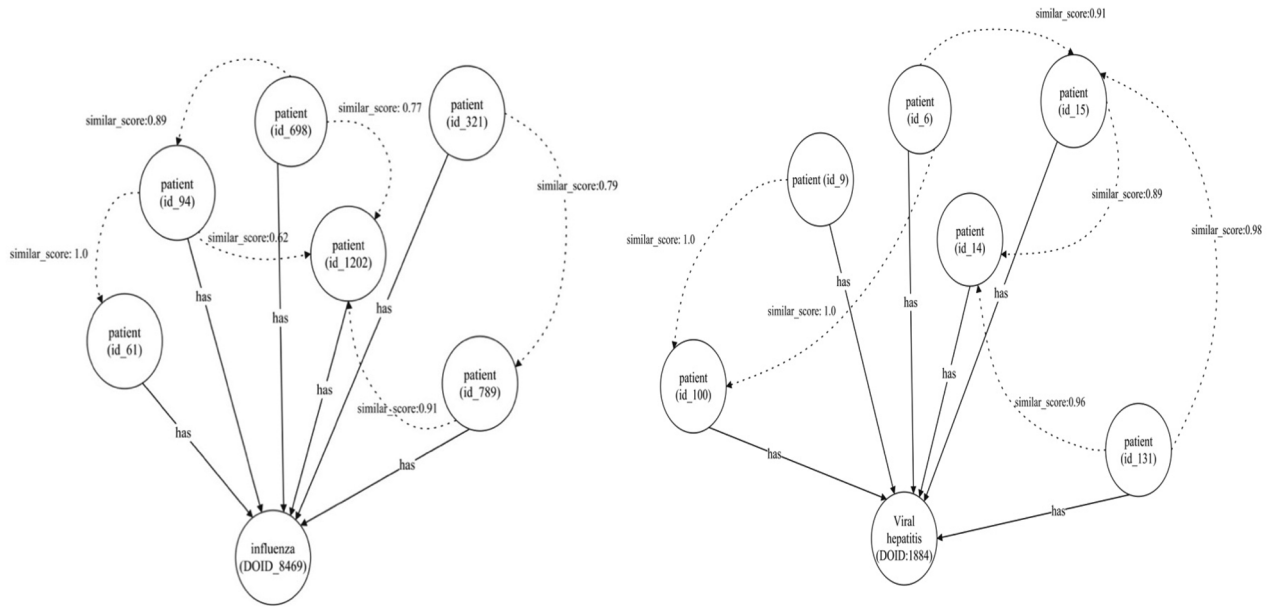 similar_score:0.91
patient
(id_698)
similar_score: 0.77
patient
(id_321)
similar_score:0.89
patient
(id_94)
similar_score:0.79
similar_score:0.62
similar_score: 1.0
patient
(id_1202)
has
has
has
patient
(id_61)
has
patient
(id_789)
similar_score:0.91
has
has
influenza
(DOID_8469)
patient
(id_6)
patient
(id_15)
patient (id_9)
similar_score:0.89
patient
(id_14)
similar_score:0.98
similar_score: 1.0
has
has
has
similar_score: 1.0
has
patient
(id_100)
similar_score:0.96
patient
(id_131)
has
has
Viral
hepatitis
(DOID:1884)